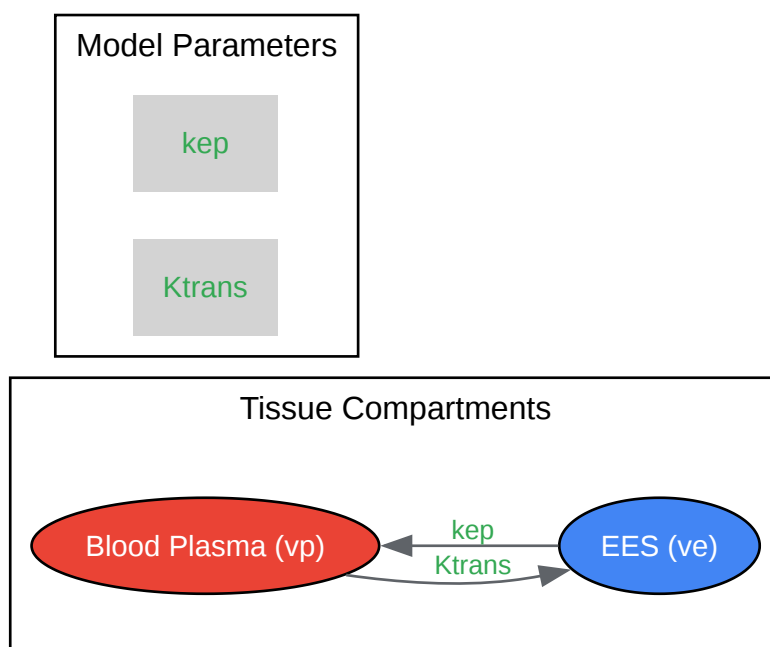 Model Parameters
kep
Ktrans
Tissue Compartments
Blood Plasma (vp)
kep
Ktrans
EES (ve)